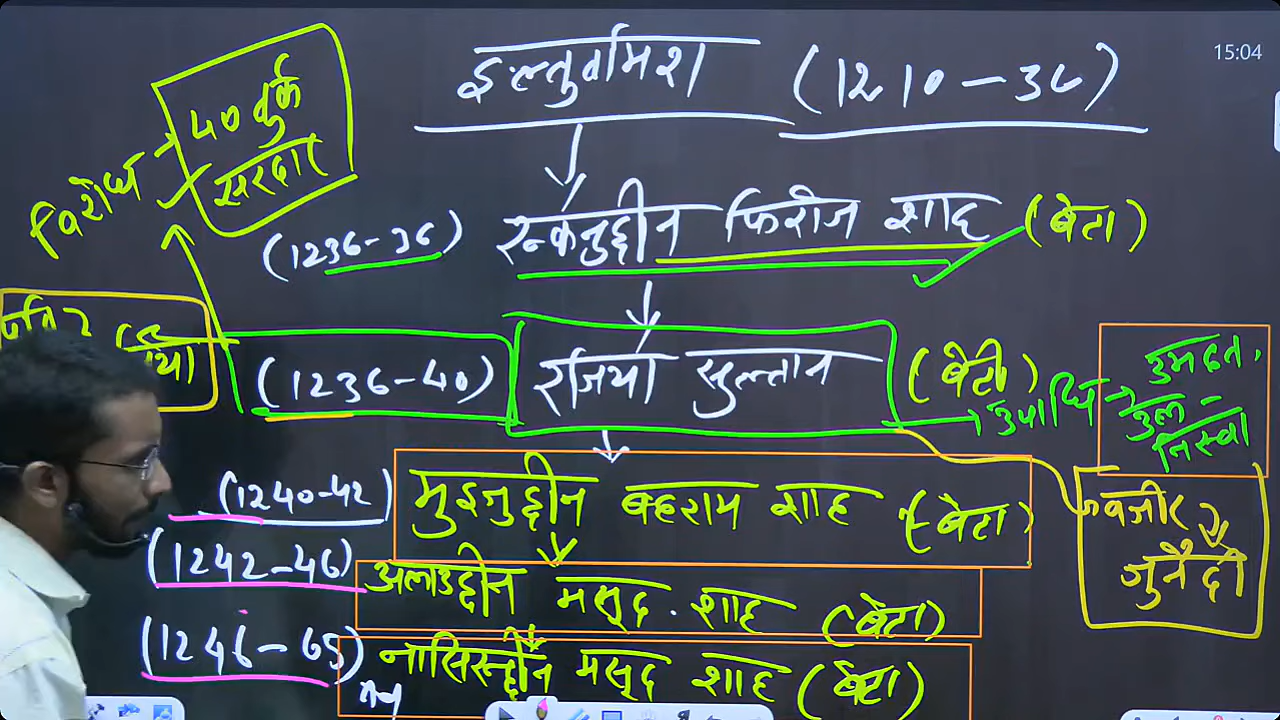 15:04
इल्तुतमिश (1210-36)
40 तुर्क
सरदार
विरोध
(1236-36) रूकनुद्दीन फिरोज शाह (बेटा)
(1236-40) रजिया सुल्तान (बेटी)
उपाधि
उमदत
उल-
निस्वा
वजीर
जुनैदी
(1240-42) मुइजुद्दीन बहराम शाह (बेटा)
(1242-46) अलाउद्दीन मसूद शाह (बेटा)
(1246-65) नासिरूद्दीन मसूद शाह (बेटा)